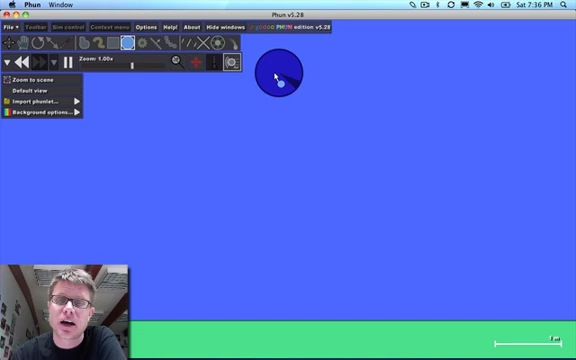 Phun Window
Sat 7:36 PM
Phun v5.28
File Toolbar Sim control Context menu Options Help! About Hide windows PHUN edition v5.28
Zoom: 1.00x
Zoom to scene
Default view
Import phunlet...
Background options...